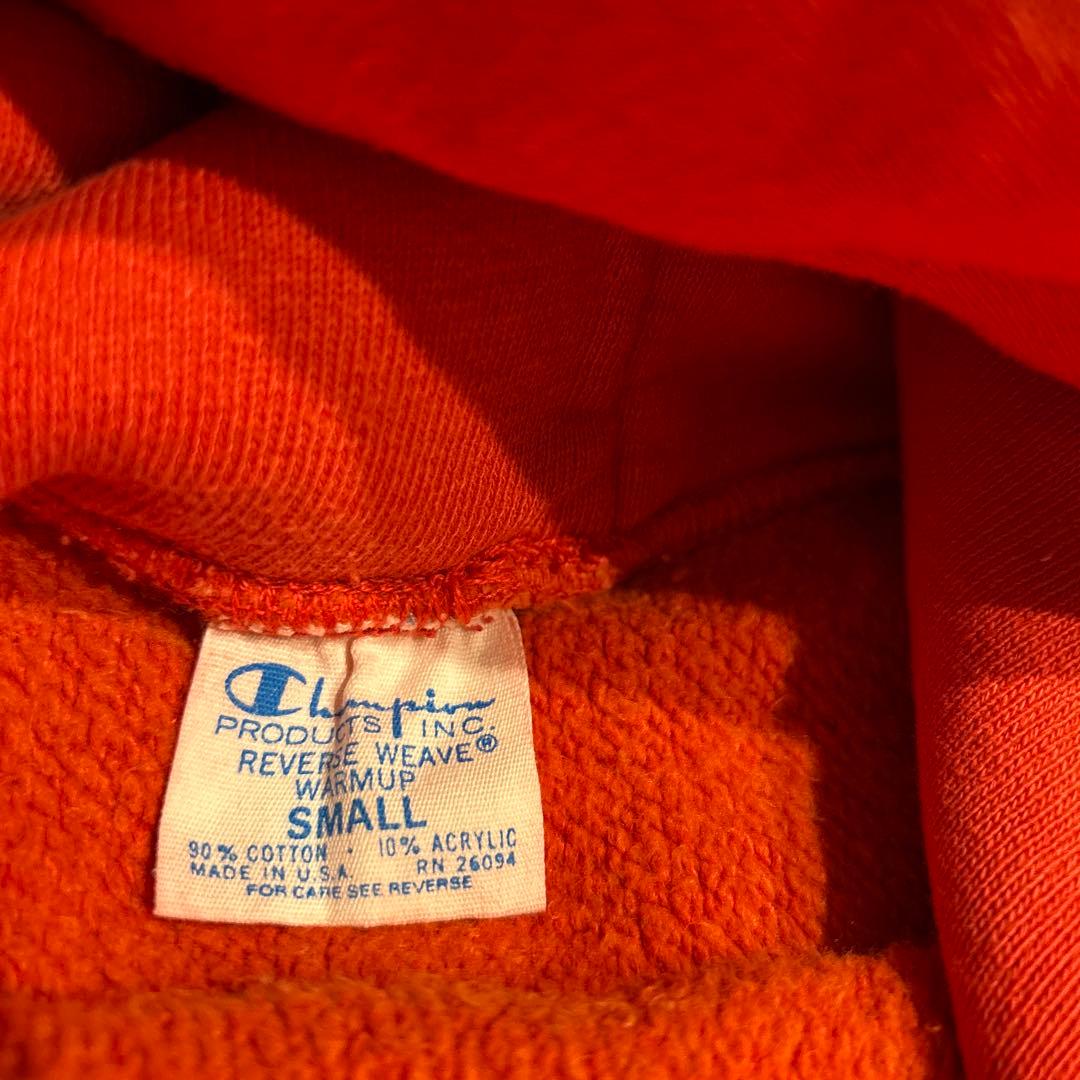 Champion
PRODUCTS INC.
REVERSE WEAVE®
WARMUP
SMALL
90% COTTON · 10% ACRYLIC
MADE IN U.S.A. RN 26094
FOR CARE SEE REVERSE